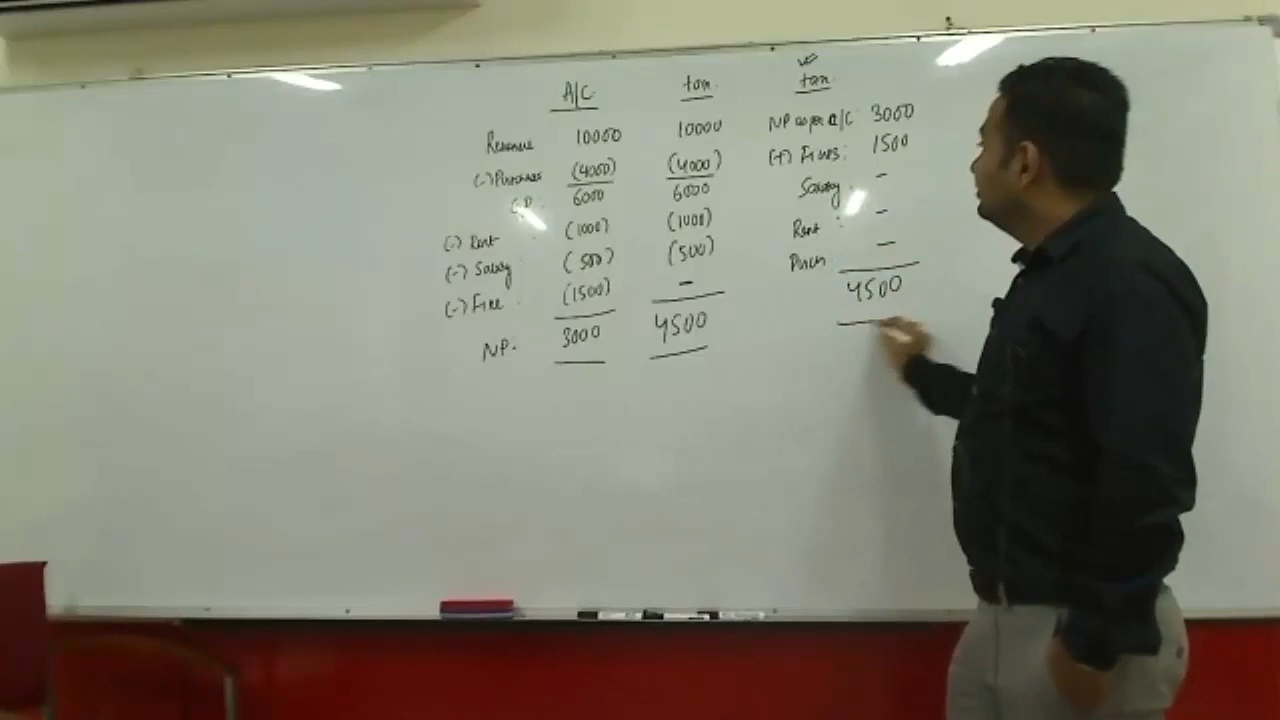 A/C tax tax
Revenue 10000 10000 NP as per a/C: 3000
(-) Purchases (4000) (4000) (+) Fines: 1500
G.P. 6000 6000 Salary: -
(-) Rent : (1000) (1000) Rent : -
(-) Salary : (500) (500) Purch -
(-) Fine : (1500) - 4500
NP. 3000 4500